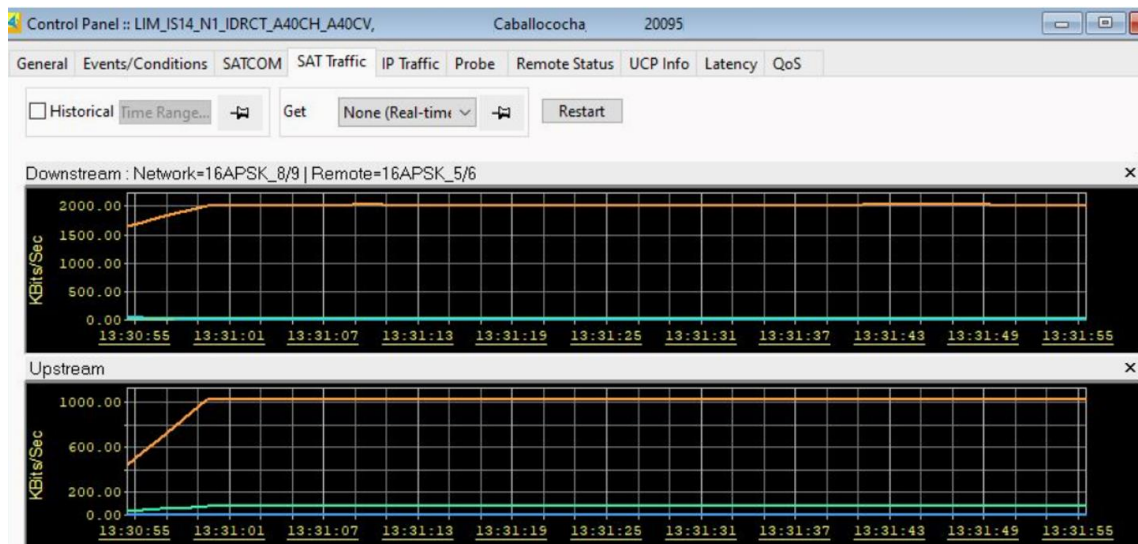 Control Panel :: LIM_IS14_N1_IDRCT_A40CH_A40CV, Caballococha 20095
General Events/Conditions SATCOM SAT Traffic IP Traffic Probe Remote Status UCP Info Latency QoS
Historical Time Range... Get None (Real-time Restart
Downstream : Network=16APSK_8/9 | Remote=16APSK_5/6
KBits/Sec
2000.00
1500.00
1000.00
500.00
0.00
13:30:55 13:31:01 13:31:07 13:31:13 13:31:19 13:31:25 13:31:31 13:31:37 13:31:43 13:31:49 13:31:55
Upstream
KBits/Sec
1000.00
600.00
200.00
0.00
13:30:55 13:31:01 13:31:07 13:31:13 13:31:19 13:31:25 13:31:31 13:31:37 13:31:43 13:31:49 13:31:55